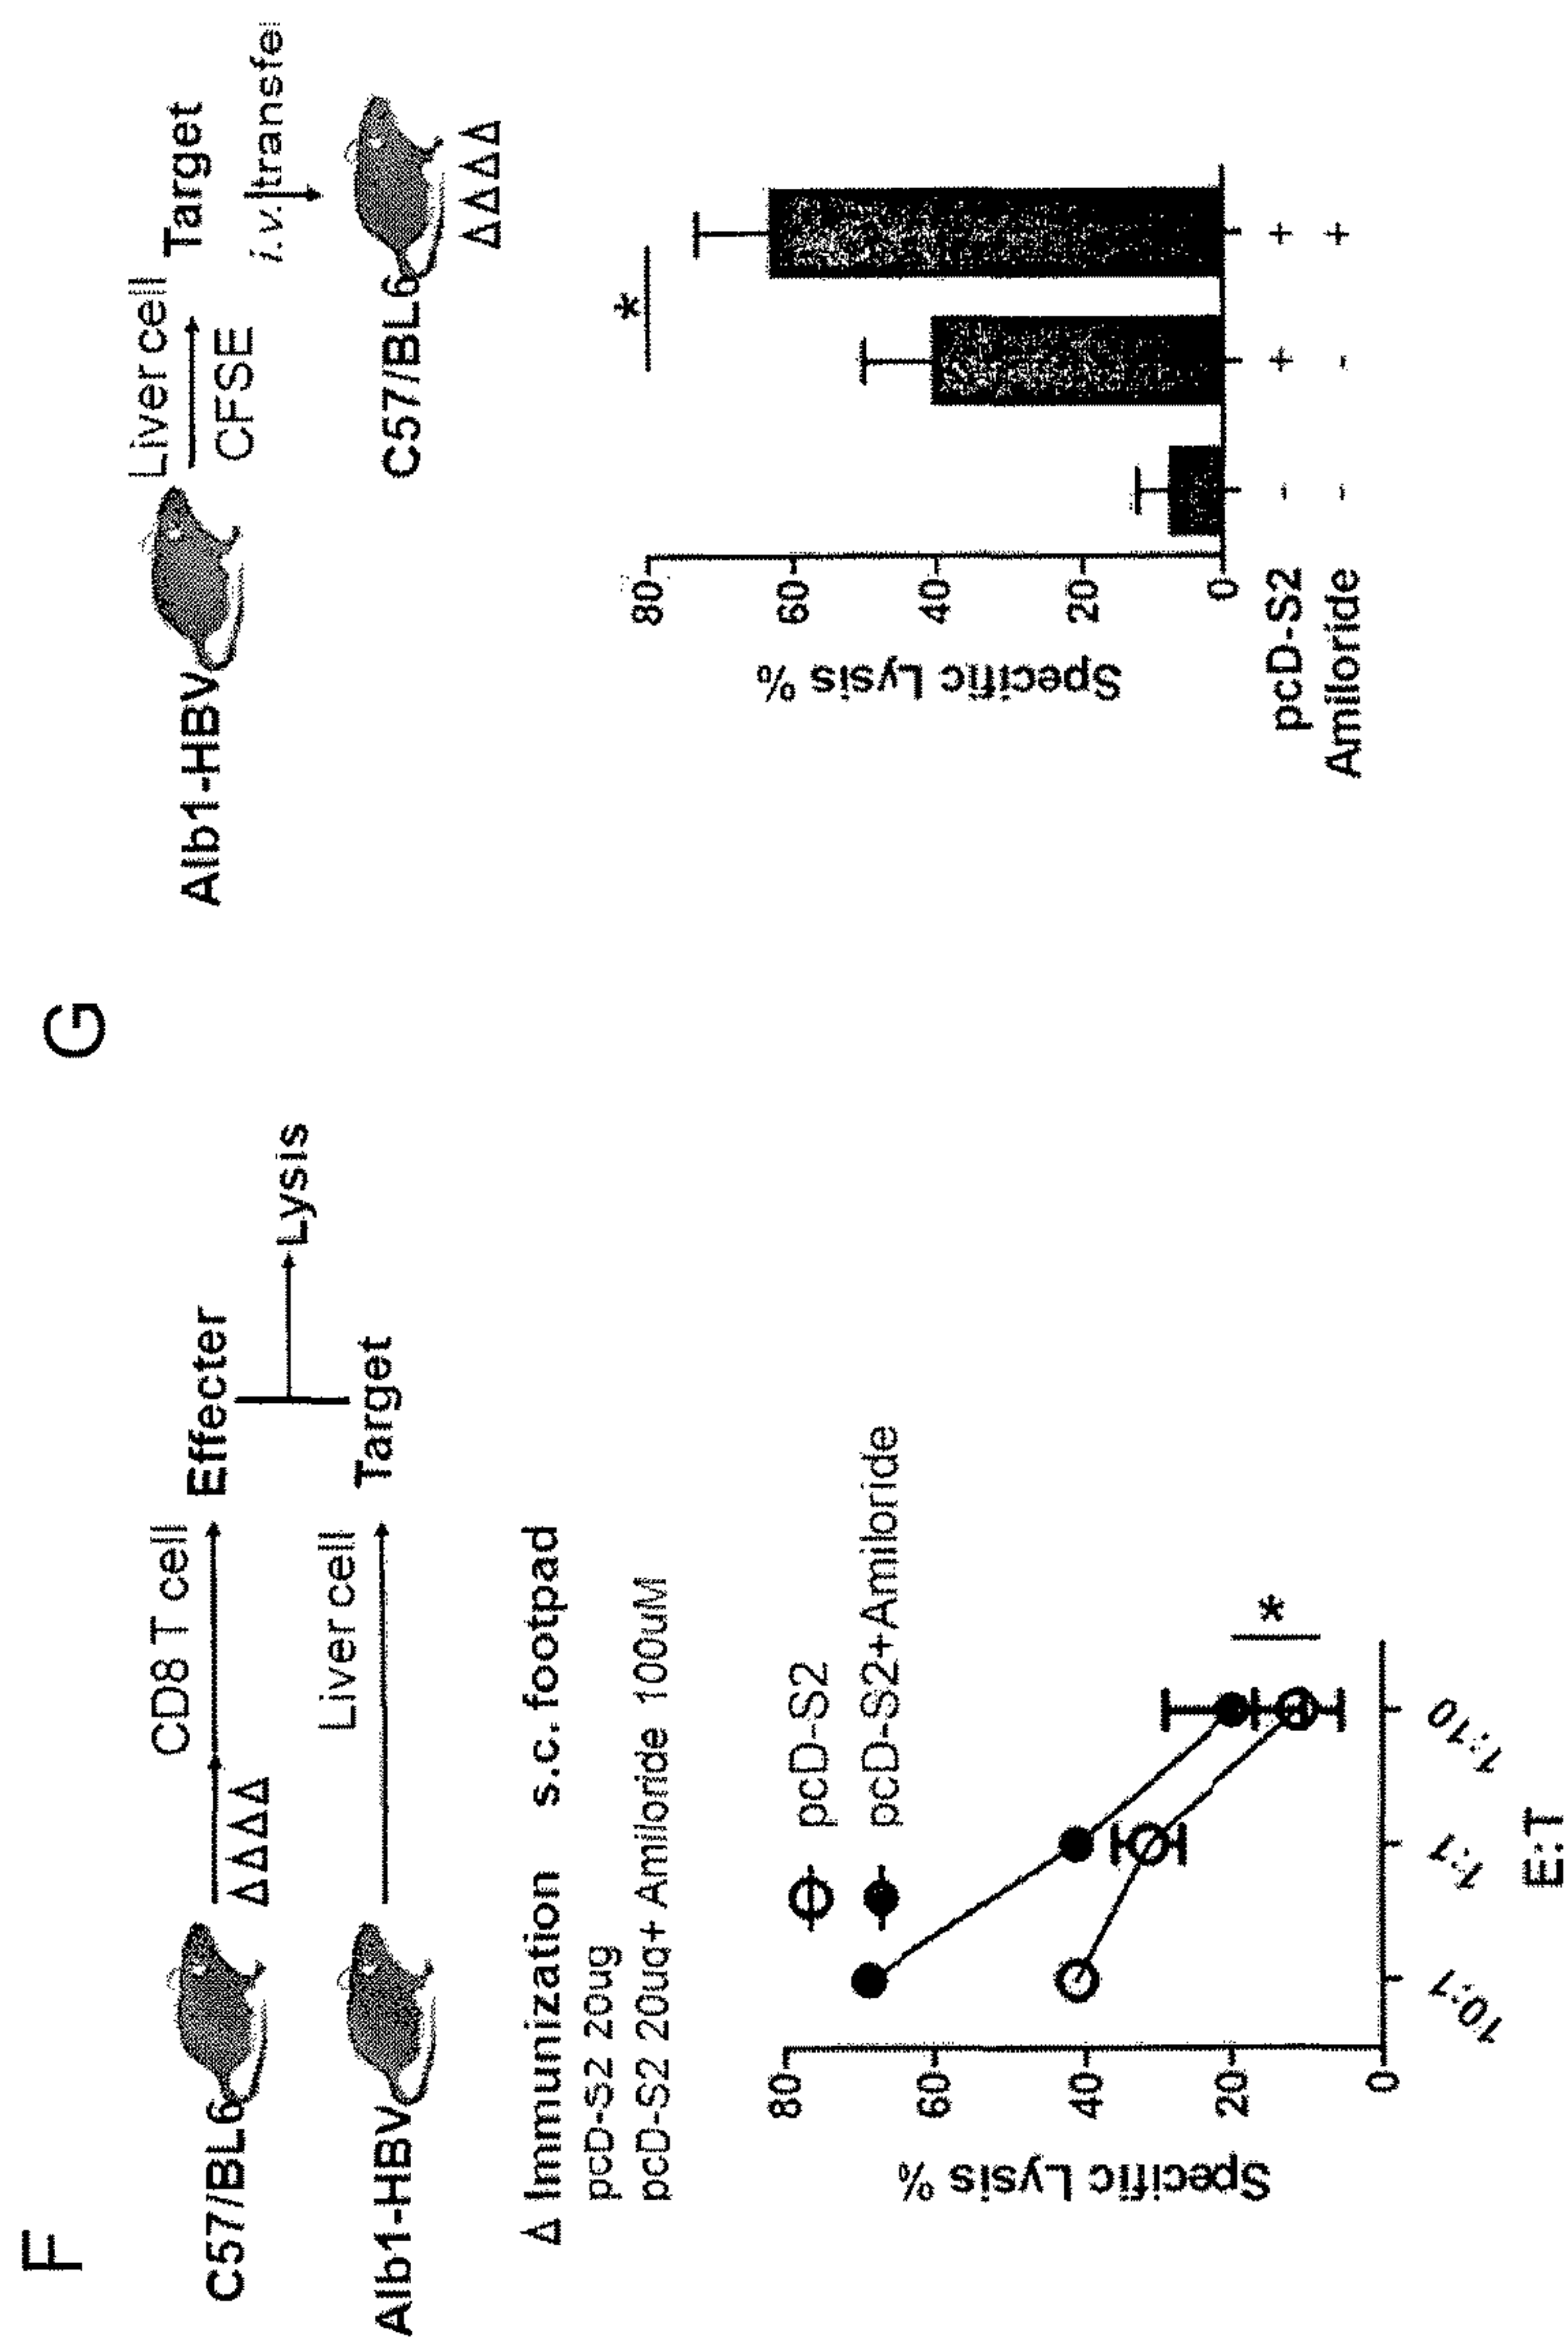 F
C57/BL6
CD8 T cell
ΔΔΔΔ
Effecter
Alb1-HBV
Liver cell
Target
Lysis
Δ Immunization s.c.footpad
pcD-S2 20ug
pcD-S2 20ug+ Amiloride 100uM
pcD-S2
pcD-S2+Amiloride
Specific Lysis %
80
60
40
20
0
*
10:1
1:1
1:10
E:T
G
Alb1-HBV
Liver cell
CFSE
Target
i.v. transfe
C57/BL6
ΔΔΔΔ
Specific Lysis %
80
60
40
20
0
*
pcD-S2 - + +
Amiloride - - +